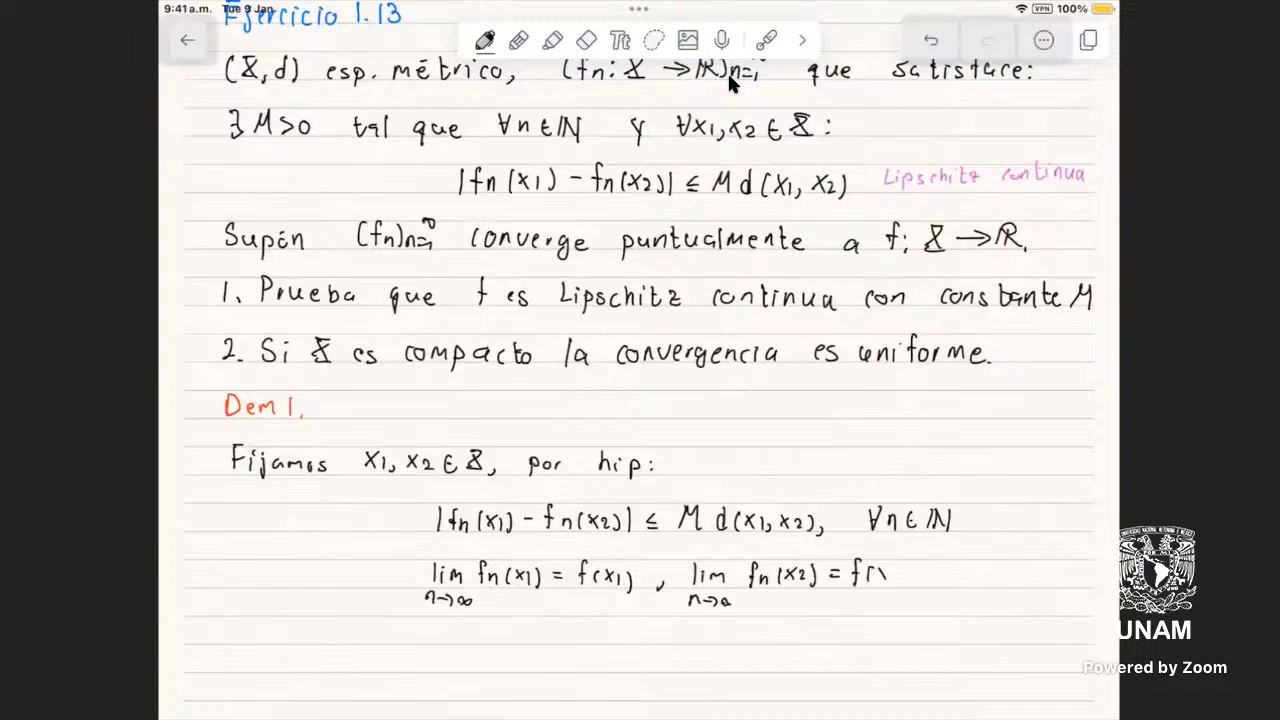 9:41 a.m. Tue 9 Jan
VPN 100%
Ejercicio 1.13
(X,d) esp. métrico, (fn: X → ℝ)n=1^∞ que satisface:
∃ M>0 tal que ∀n∈ℕ y ∀x1,x2 ∈ X:
|fn(x1) - fn(x2)| ≤ M d(x1, x2) Lipschitz continua
Supón (fn)n=1^∞ converge puntualmente a f: X → ℝ.
1. Prueba que f es Lipschitz continua con constante M
2. Si X es compacto la convergencia es uniforme.
Dem 1.
Fijamos x1, x2 ∈ X, por hip:
|fn(x1) - fn(x2)| ≤ M d(x1,x2), ∀n∈ℕ
lim fn(x1) = f(x1) , lim fn(x2) = f(
n→∞ n→∞
UNAM
Powered by Zoom